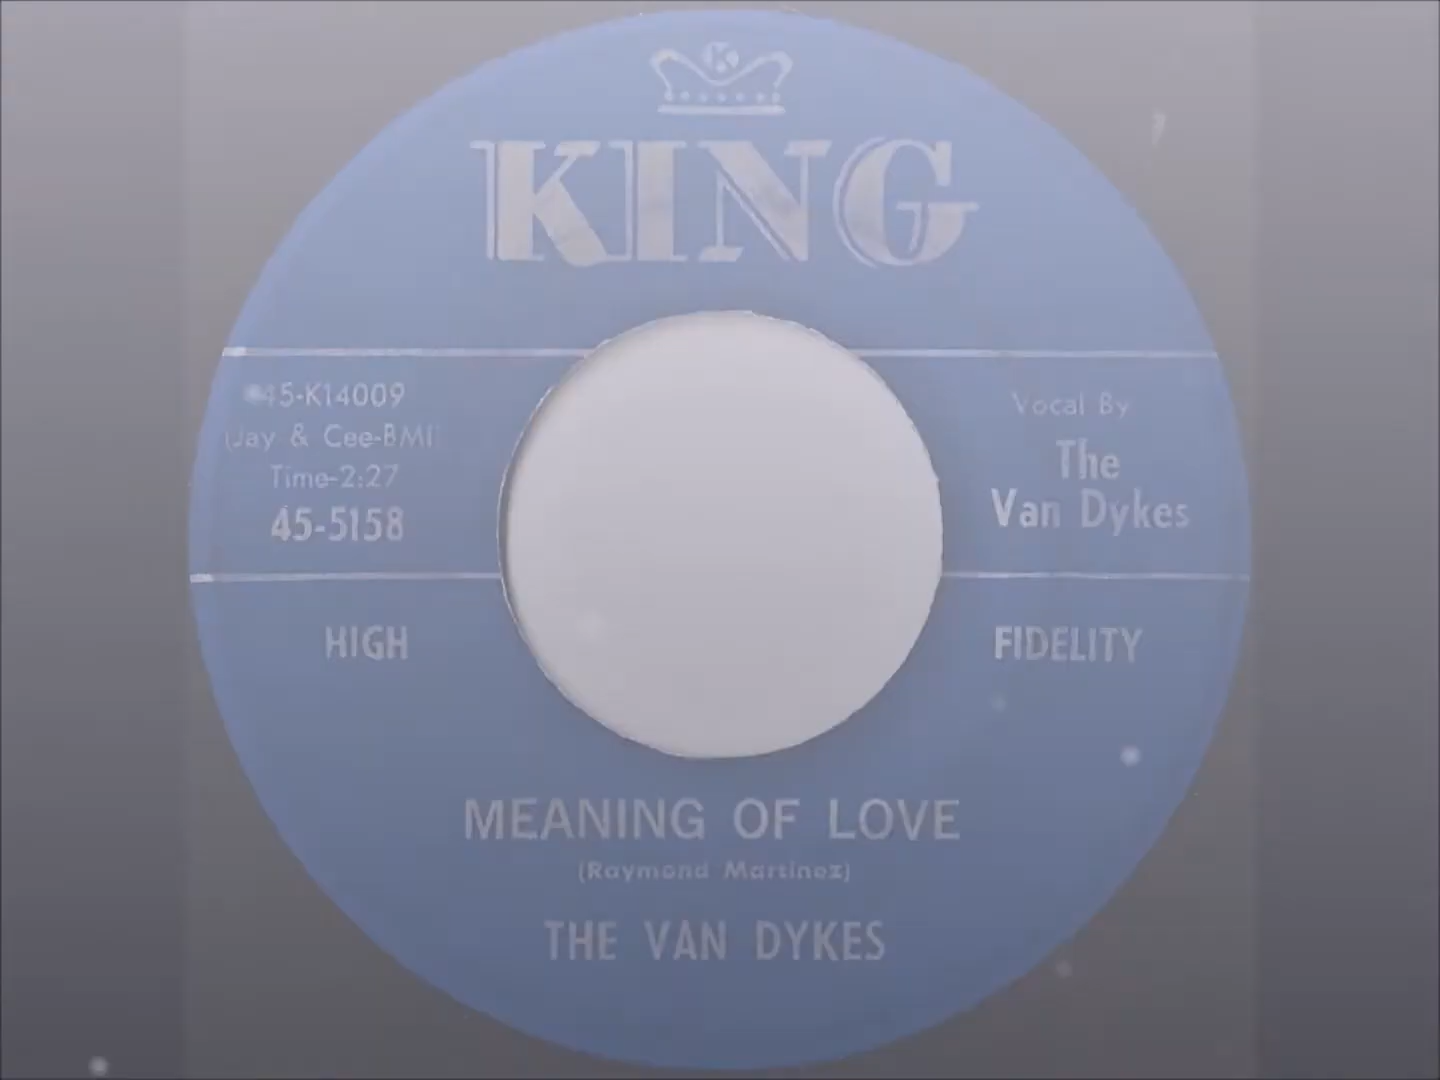 K
KING
45-K14009
(Jay & Cee-BMI)
Time-2:27
45-5158
Vocal By
The
Van Dykes
HIGH FIDELITY
MEANING OF LOVE
(Raymond Martinez)
THE VAN DYKES